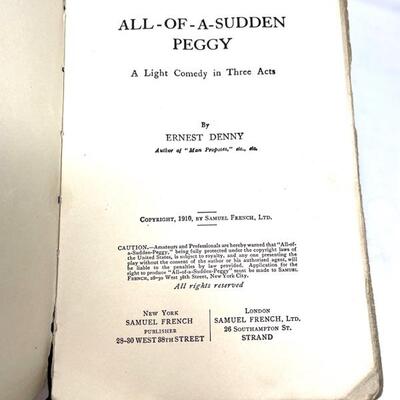 ALL-OF-A-SUDDEN
PEGGY
A Light Comedy in Three Acts
By
ERNEST DENNY
Author of "Man Proposes," etc., etc.
COPYRIGHT, 1910, BY SAMUEL FRENCH, LTD.
CAUTION.—Amateurs and Professionals are hereby warned that "All-of-
a-Sudden-Peggy," being fully protected under the copyright laws of
the United States, is subject to royalty, and any one presenting the
play without the consent of the author or his authorized agent, will
be liable to the penalties by law provided. Application for the
right to produce "All-of-a-Sudden-Peggy" must be made to SAMUEL
FRENCH, 28-30 West 38th Street, New York City.
All rights reserved
NEW YORK
SAMUEL FRENCH
PUBLISHER
28-30 WEST 38TH STREET
LONDON
SAMUEL FRENCH, LTD.
26 SOUTHAMPTON ST.
STRAND